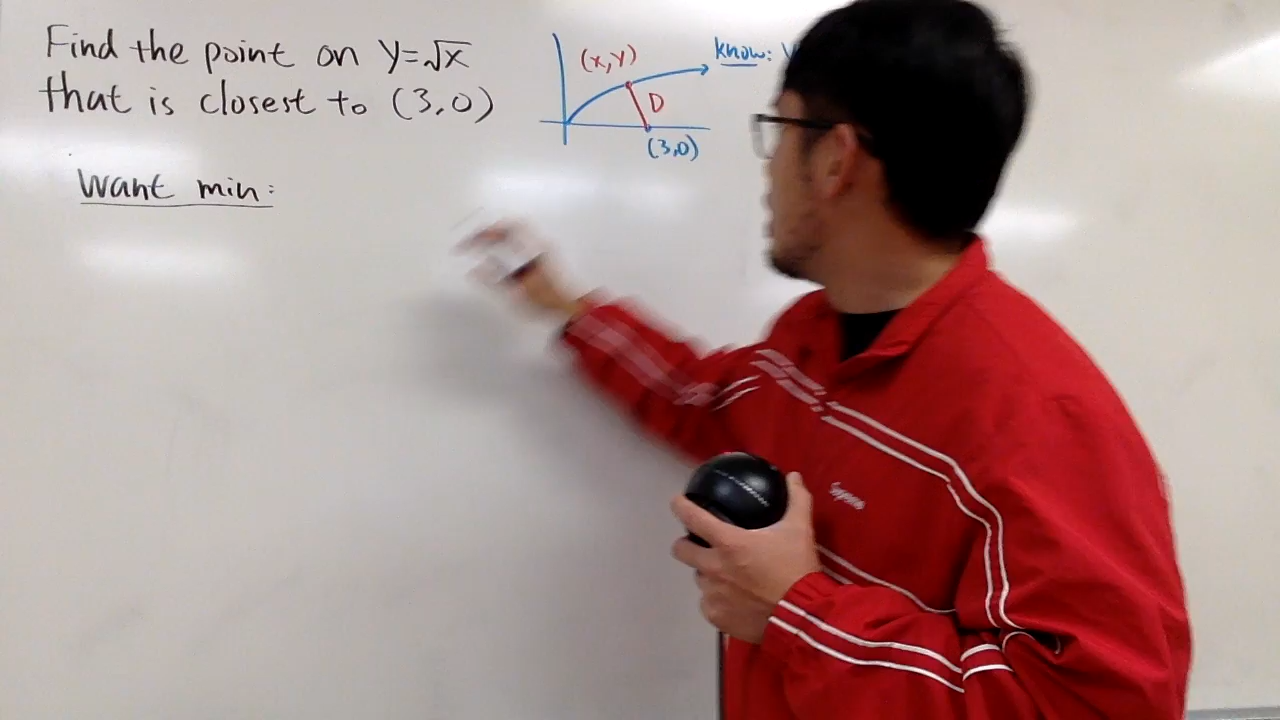 Find the point on y=√x
that is closest to (3,0)
(x,y)
D
(3,0)
know:
Want min: